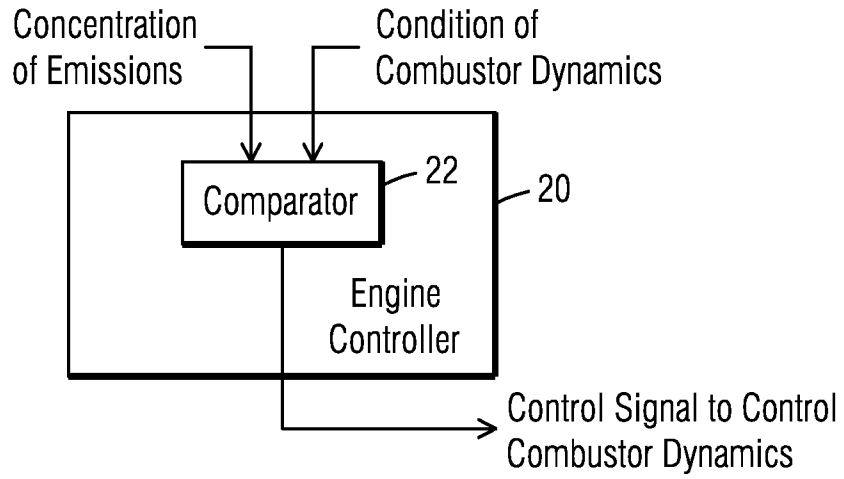 Concentration
of Emissions
Condition of
Combustor Dynamics
Comparator
22
20
Engine
Controller
Control Signal to Control
Combustor Dynamics